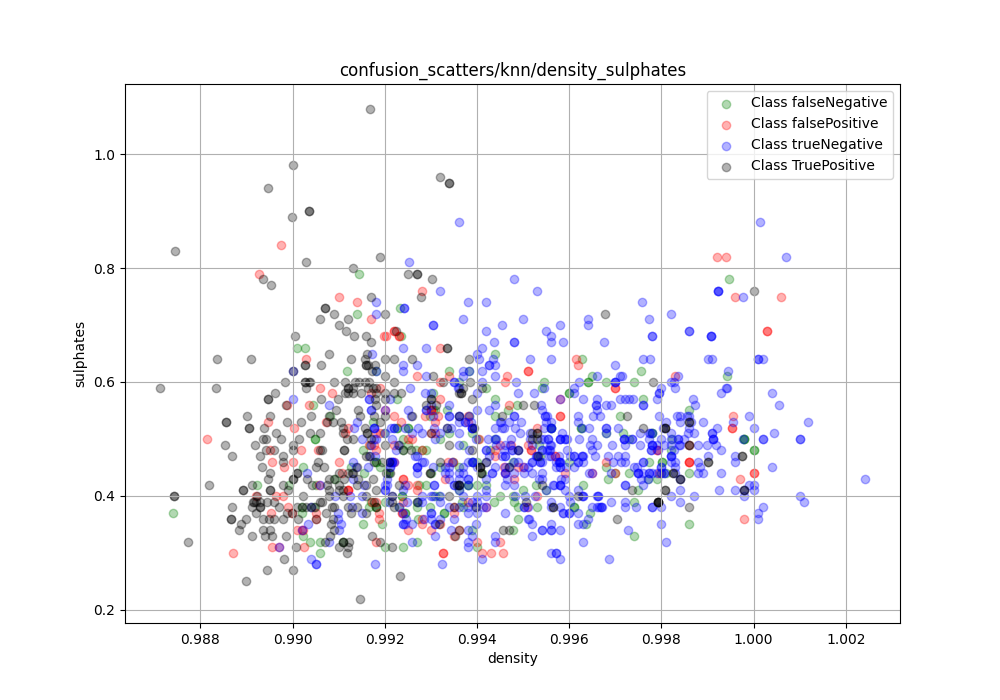 confusion_scatters/knn/density_sulphates
Class falseNegative
Class falsePositive
Class trueNegative
Class TruePositive
1.0
0.8
0.6
0.4
0.2
sulphates
0.988
0.990
0.992
0.994
0.996
0.998
1.000
1.002
density